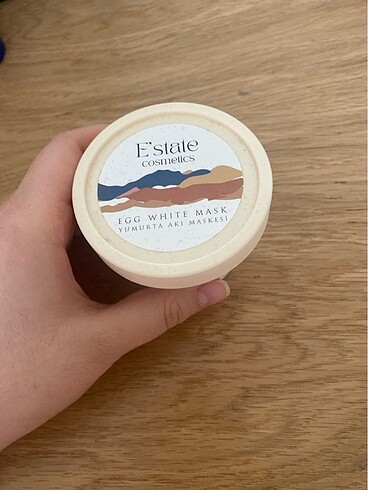 E'state
cosmetics
EGG WHITE MASK
YUMURTA AKI MASKESİ